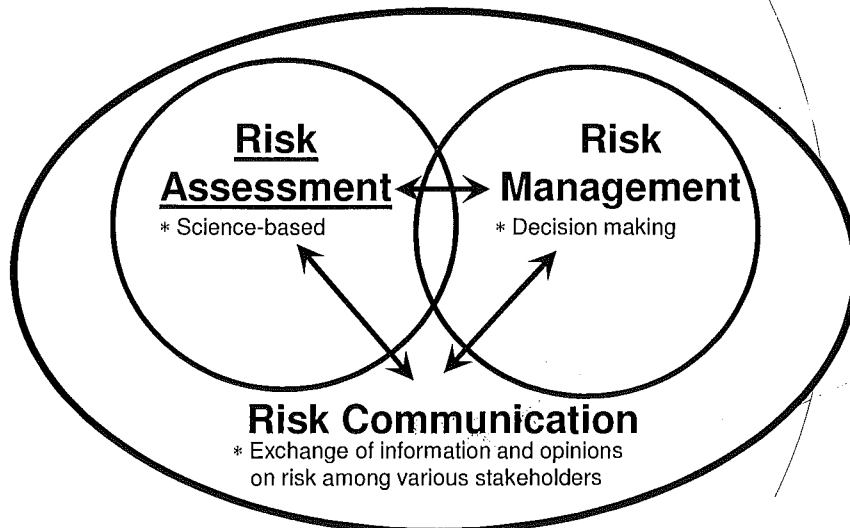 Risk
Assessment
* Science-based
Risk
Management
* Decision making
Risk Communication
* Exchange of information and opinions
on risk among various stakeholders